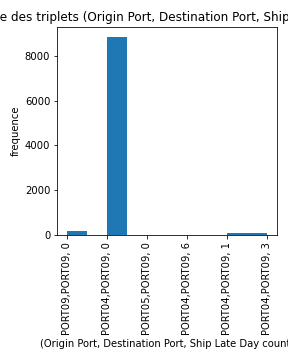 e des triplets (Origin Port, Destination Port, Ship
8000
6000
4000
2000
0
frequence
PORT09,PORT09, 0
PORT04,PORT09, 0
PORT05,PORT09, 0
PORT04,PORT09, 6
PORT04,PORT09, 1
PORT04,PORT09, 3
(Origin Port, Destination Port, Ship Late Day count